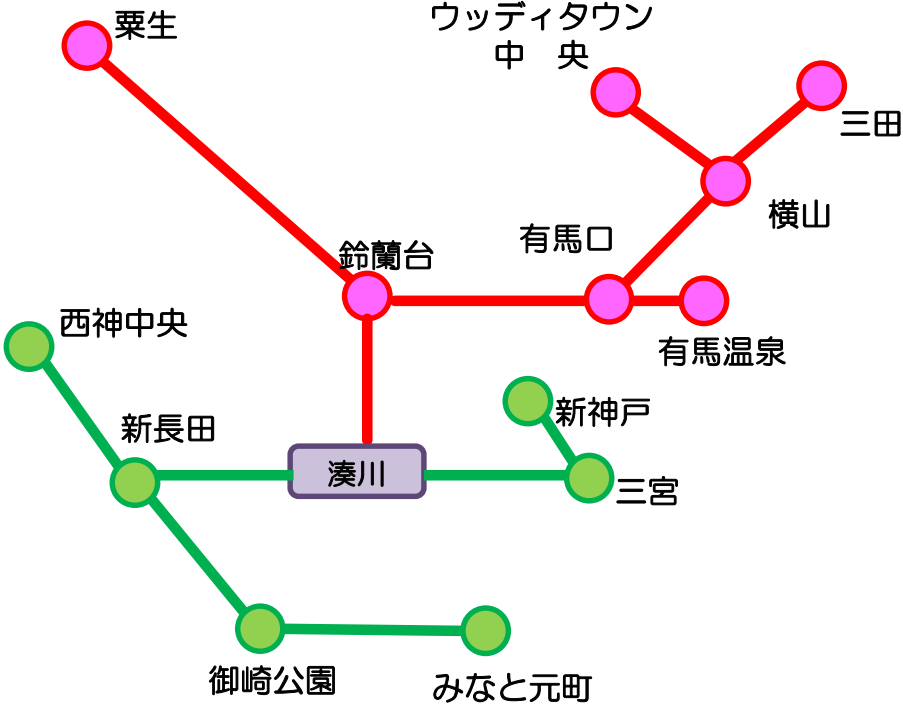 粟生
ウッディタウン
中央
三田
横山
有馬口
鈴蘭台
有馬温泉
西神中央
新神戸
新長田
湊川
三宮
御崎公園
みなと元町